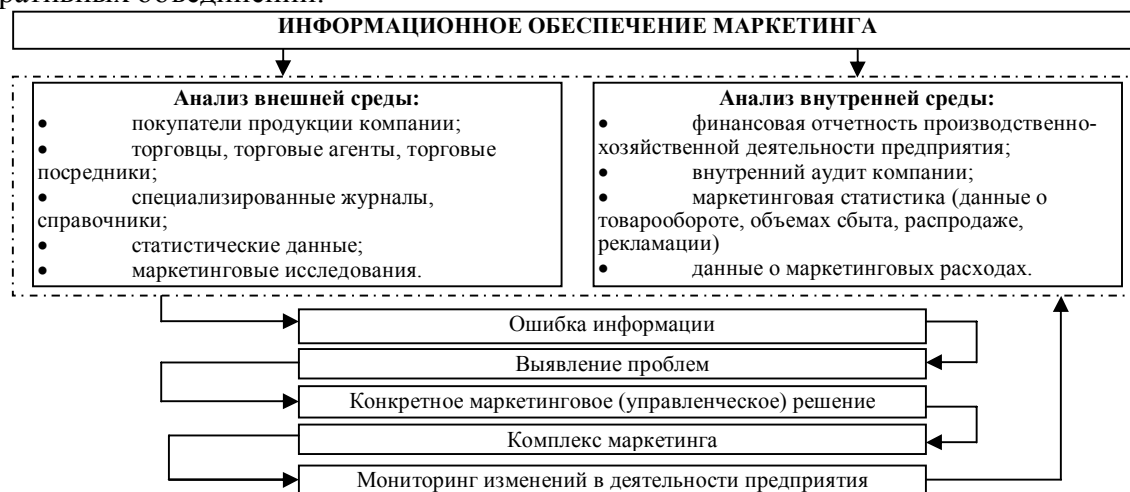 ративных объединений.
ИНФОРМАЦИОННОЕ ОБЕСПЕЧЕНИЕ МАРКЕТИНГА
Анализ внешней среды:
• покупатели продукции компании;
• торговцы, торговые агенты, торговые
посредники;
• специализированные журналы,
справочники;
• статистические данные;
• маркетинговые исследования.
Анализ внутренней среды:
• финансовая отчетность производственно-
хозяйственной деятельности предприятия;
• внутренний аудит компании;
• маркетинговая статистика (данные о
товарообороте, объемах сбыта, распродаже,
рекламации)
• данные о маркетинговых расходах.
Ошибка информации
Выявление проблем
Конкретное маркетинговое (управленческое) решение
Комплекс маркетинга
Мониторинг изменений в деятельности предприятия